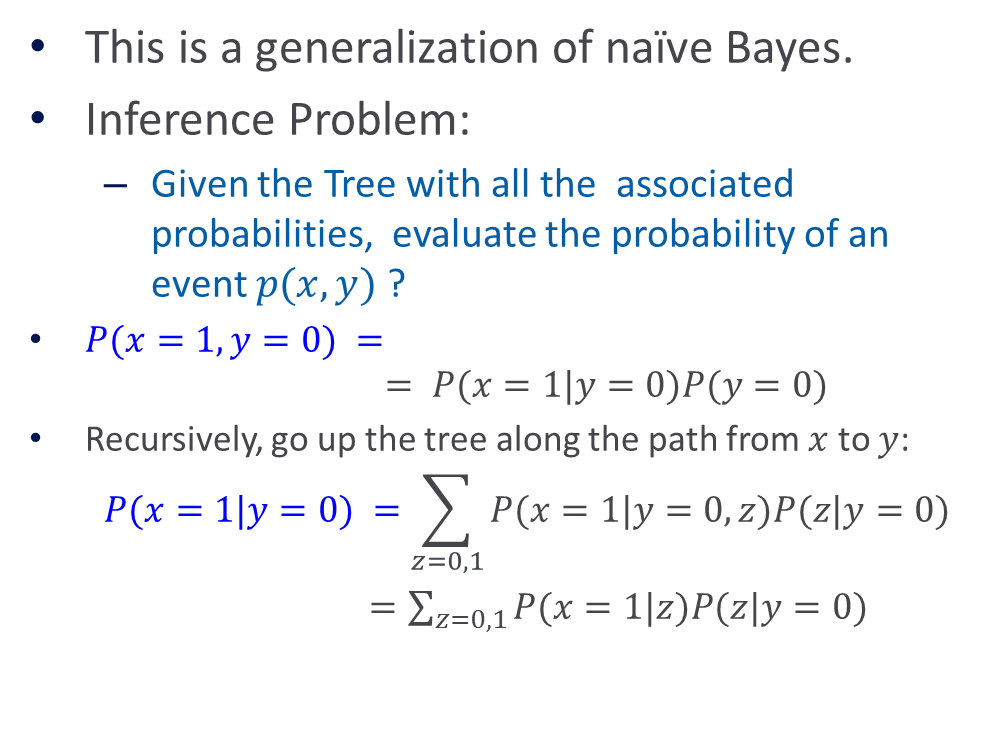 • This is a generalization of naïve Bayes.
• Inference Problem:
– Given the Tree with all the associated
probabilities, evaluate the probability of an
event p(x, y) ?
• P(x = 1, y = 0) =
= P(x = 1|y = 0)P(y = 0)
• Recursively, go up the tree along the path from x to y:
P(x = 1|y = 0) = ∑ P(x = 1|y = 0, z)P(z|y = 0)
z=0,1
= ∑z=0,1 P(x = 1|z)P(z|y = 0)